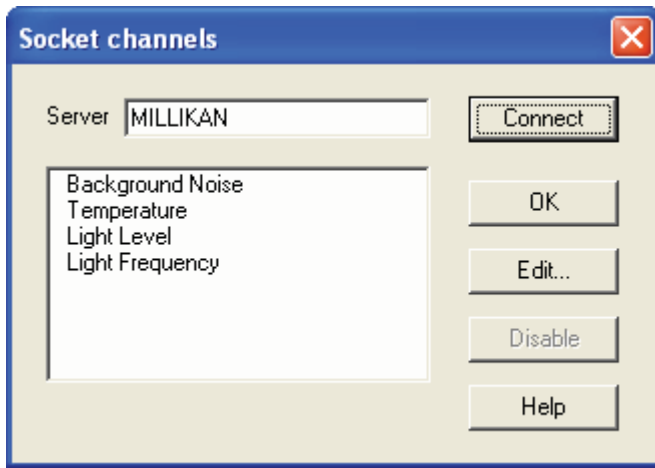 Socket channels
Server MILLIKAN Connect
Background Noise
Temperature
Light Level
Light Frequency
OK
Edit...
Disable
Help